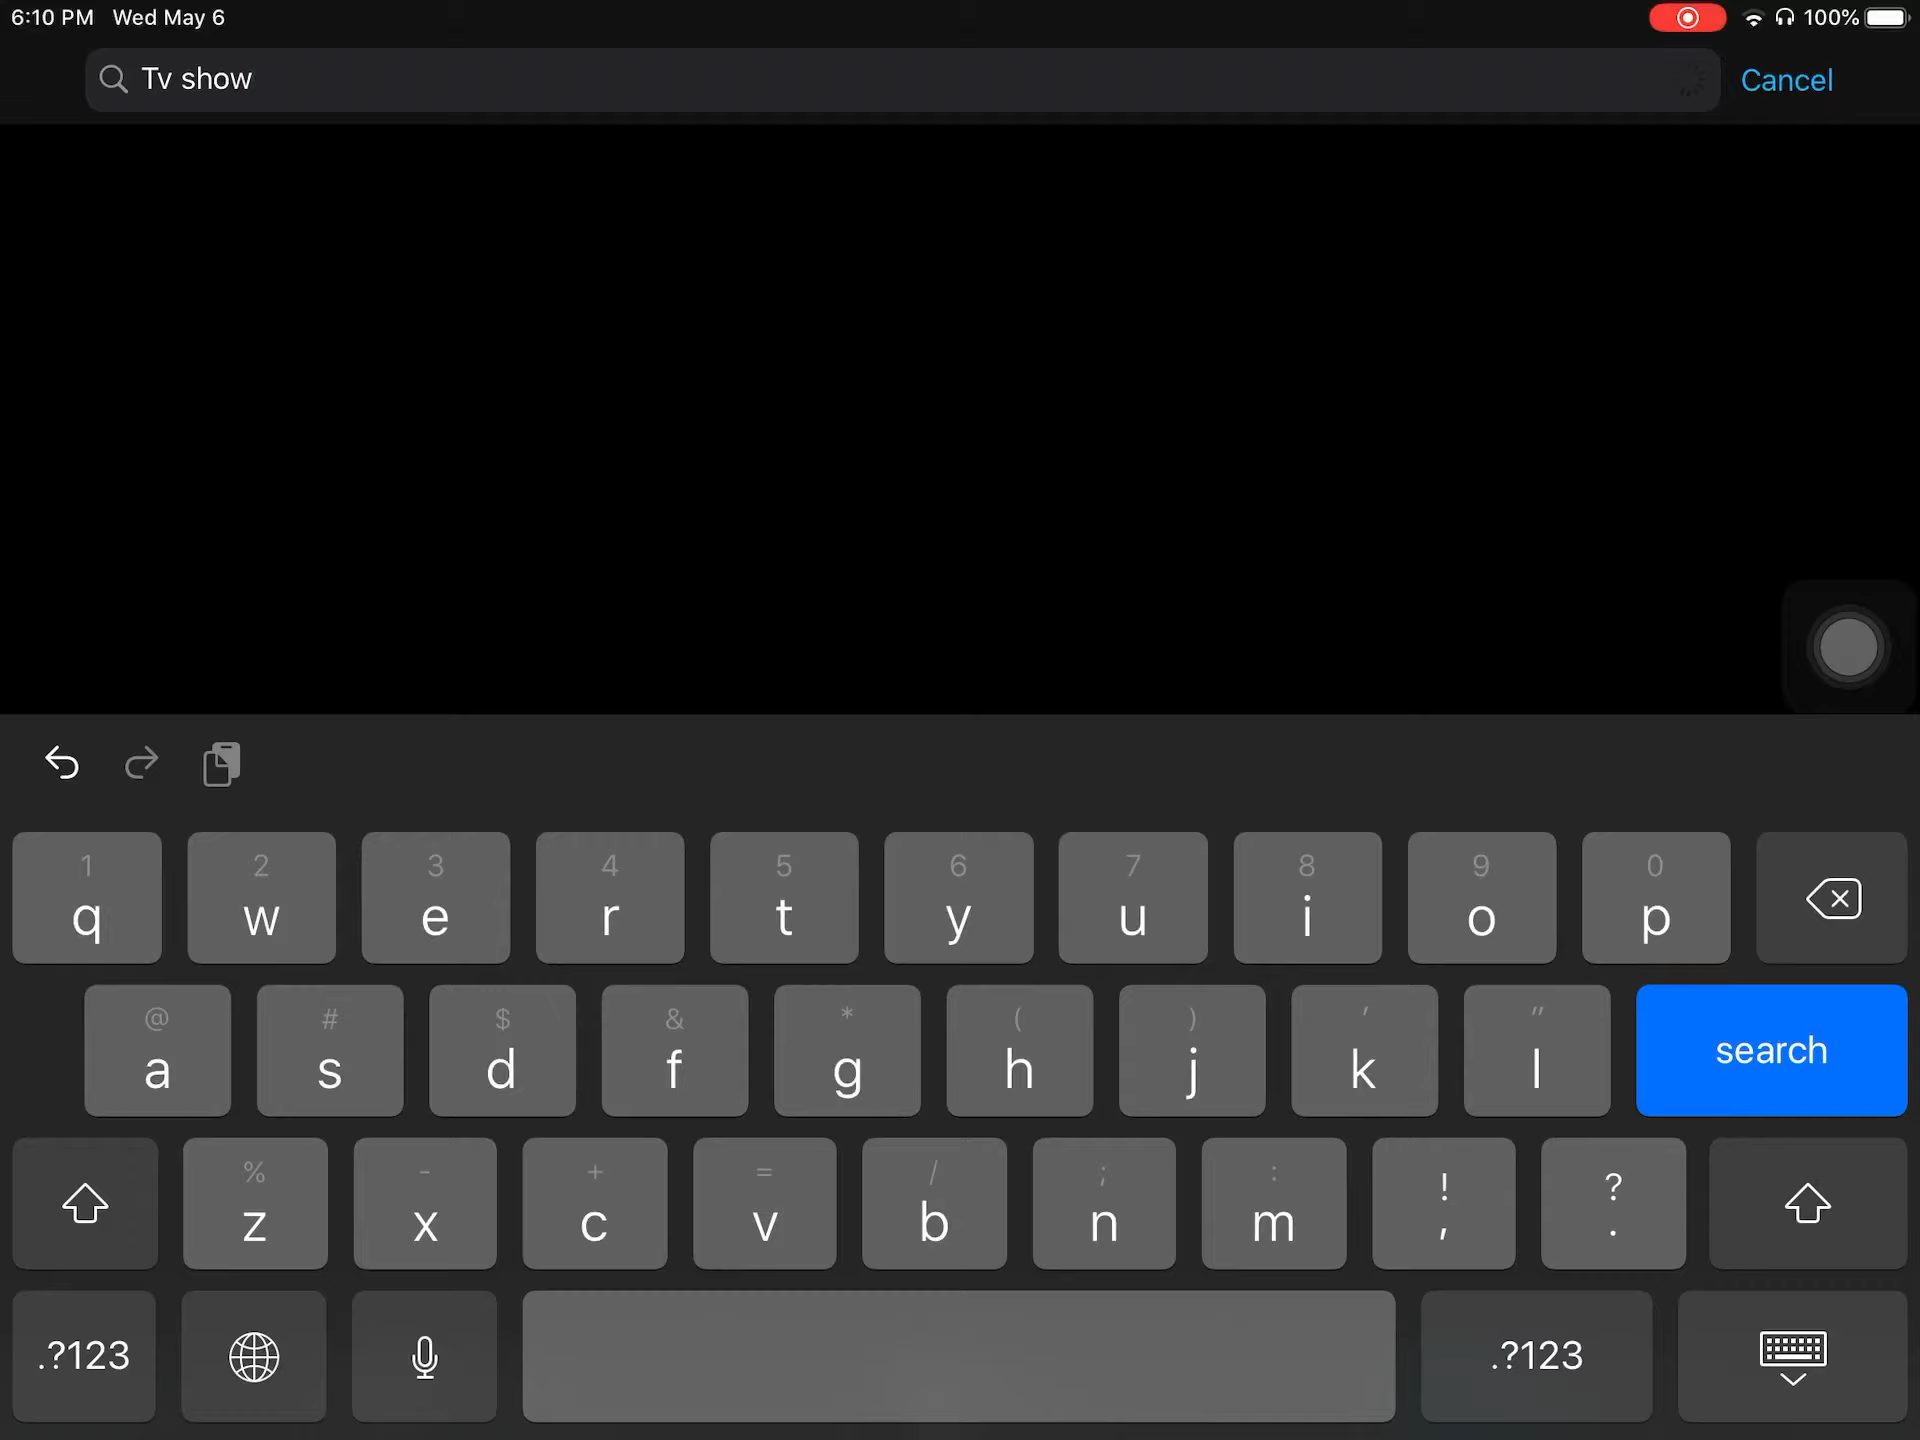 6:10 PM Wed May 6 100%
Tv show Cancel
1 2 3 4 5 6 7 8 9 0
q w e r t y u i o p
@ # $ & * ( ) ' "
a s d f g h j k l search
% - + = / ; : ! ?
z x c v b n m , .
.?123 .?123